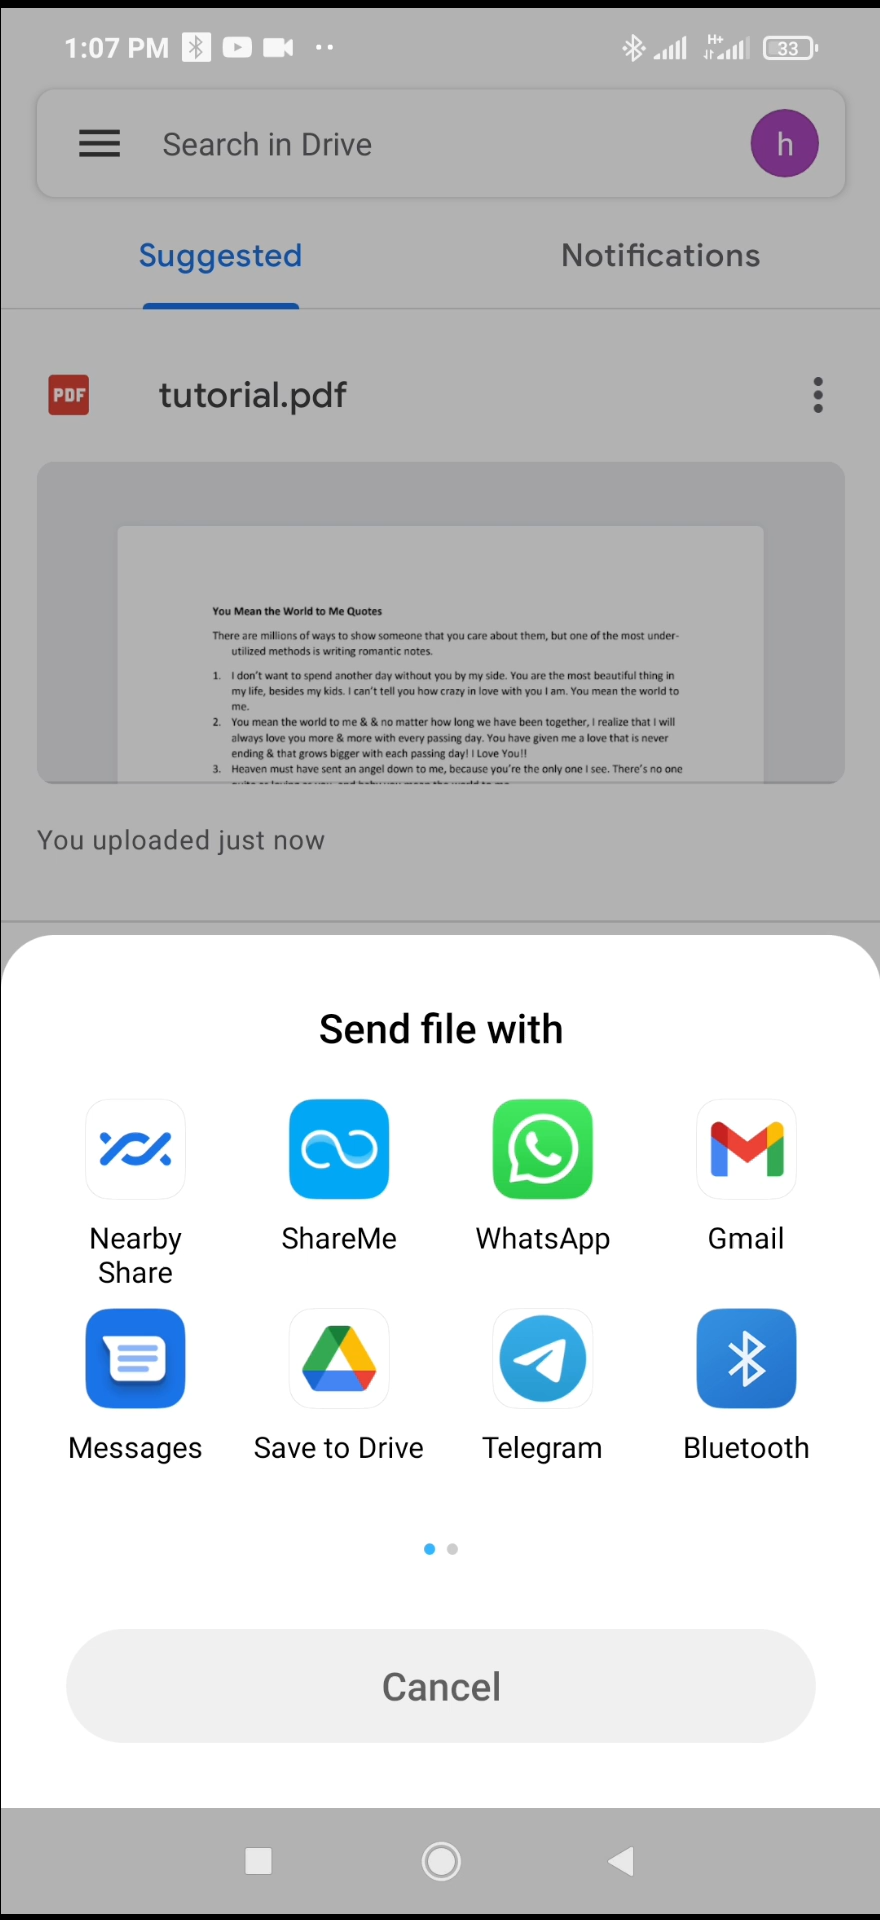 1:07 PM
H+
33
Search in Drive
h
Suggested
Notifications
PDF
tutorial.pdf
You Mean the World to Me Quotes
There are millions of ways to show someone that you care about them, but one of the most under-
utilized methods is writing romantic notes.
1. I don't want to spend another day without you by my side. You are the most beautiful thing in
my life, besides my kids. I can't tell you how crazy in love with you I am. You mean the world to
me.
2. You mean the world to me & & no matter how long we have been together, I realize that I will
always love you more & more with every passing day. You have given me a love that is never
ending & that grows bigger with each passing day! I Love You!!
3. Heaven must have sent an angel down to me, because you're the only one I see. There's no one
You uploaded just now
Send file with
Nearby
Share
ShareMe
WhatsApp
Gmail
Messages
Save to Drive
Telegram
Bluetooth
Cancel